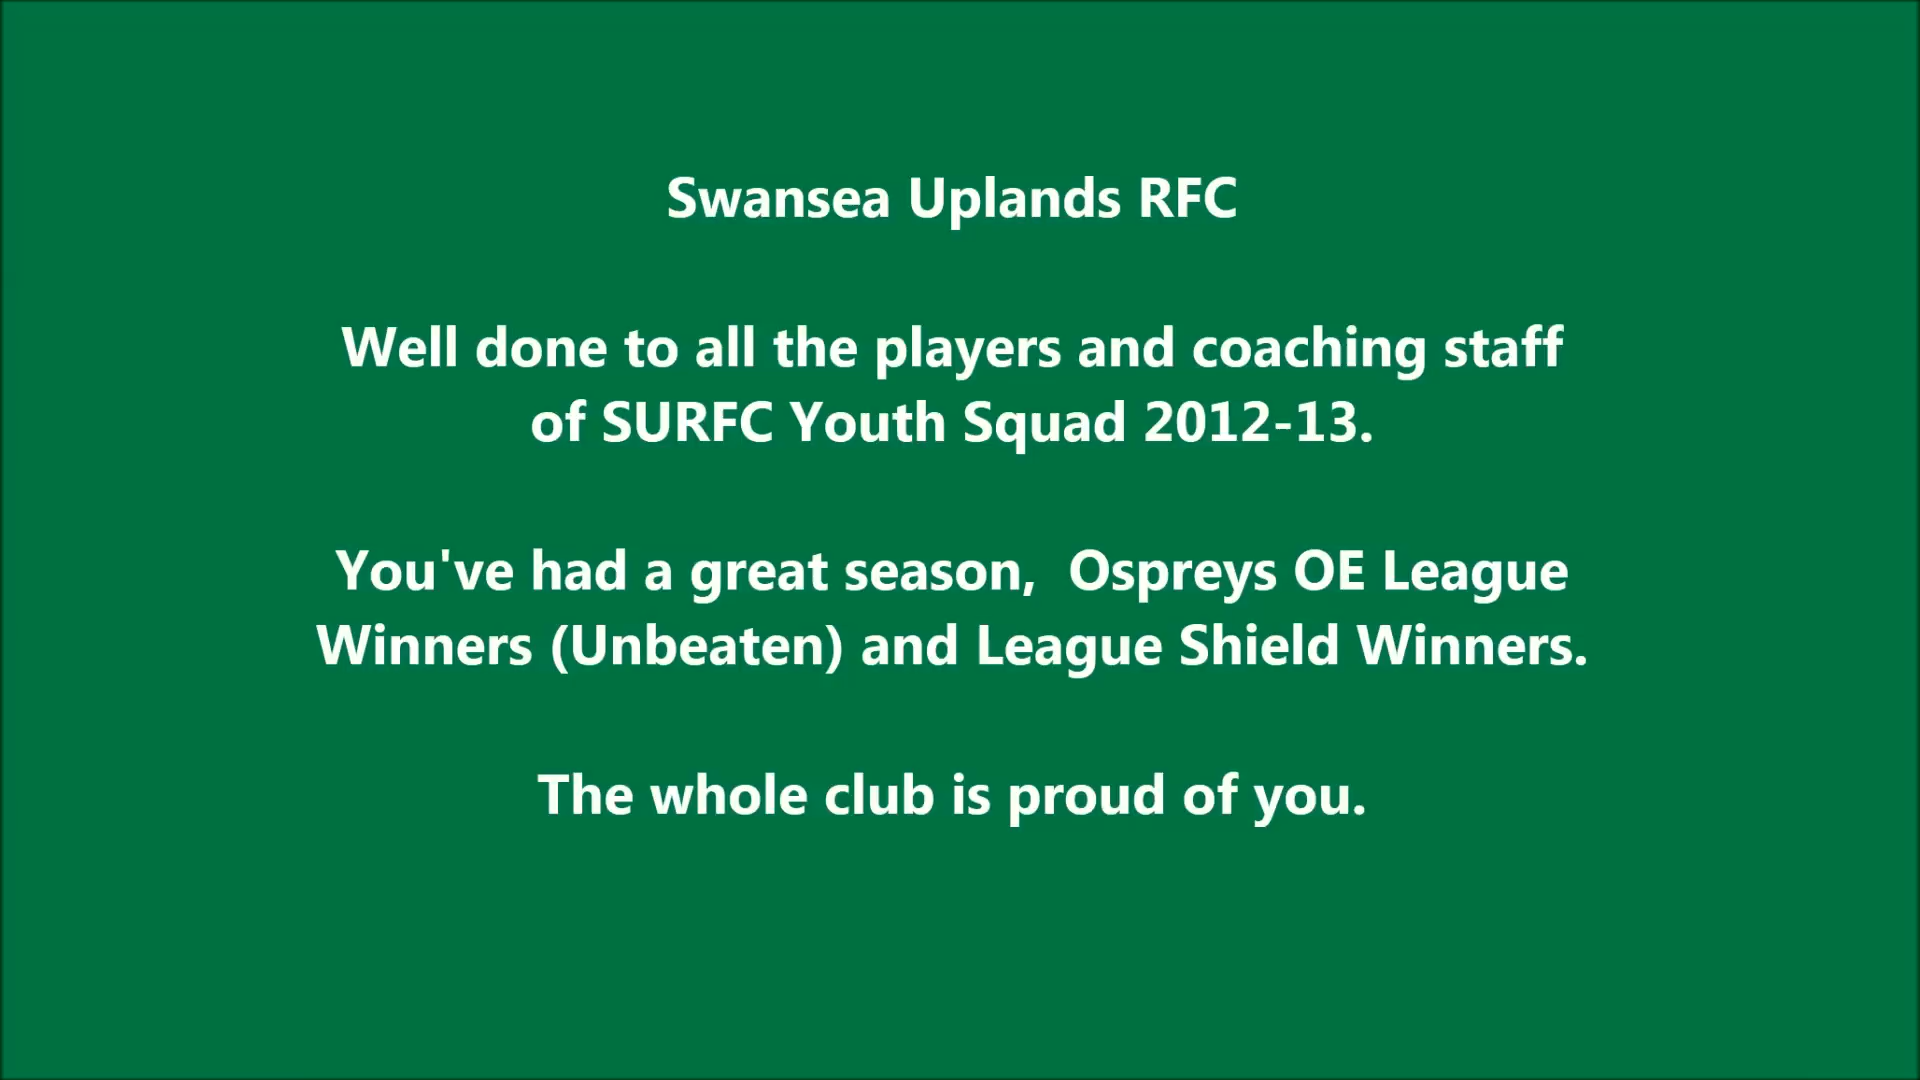 Swansea Uplands RFC
Well done to all the players and coaching staff
of SURFC Youth Squad 2012-13.
You've had a great season,  Ospreys OE League
Winners (Unbeaten) and League Shield Winners.
The whole club is proud of you.